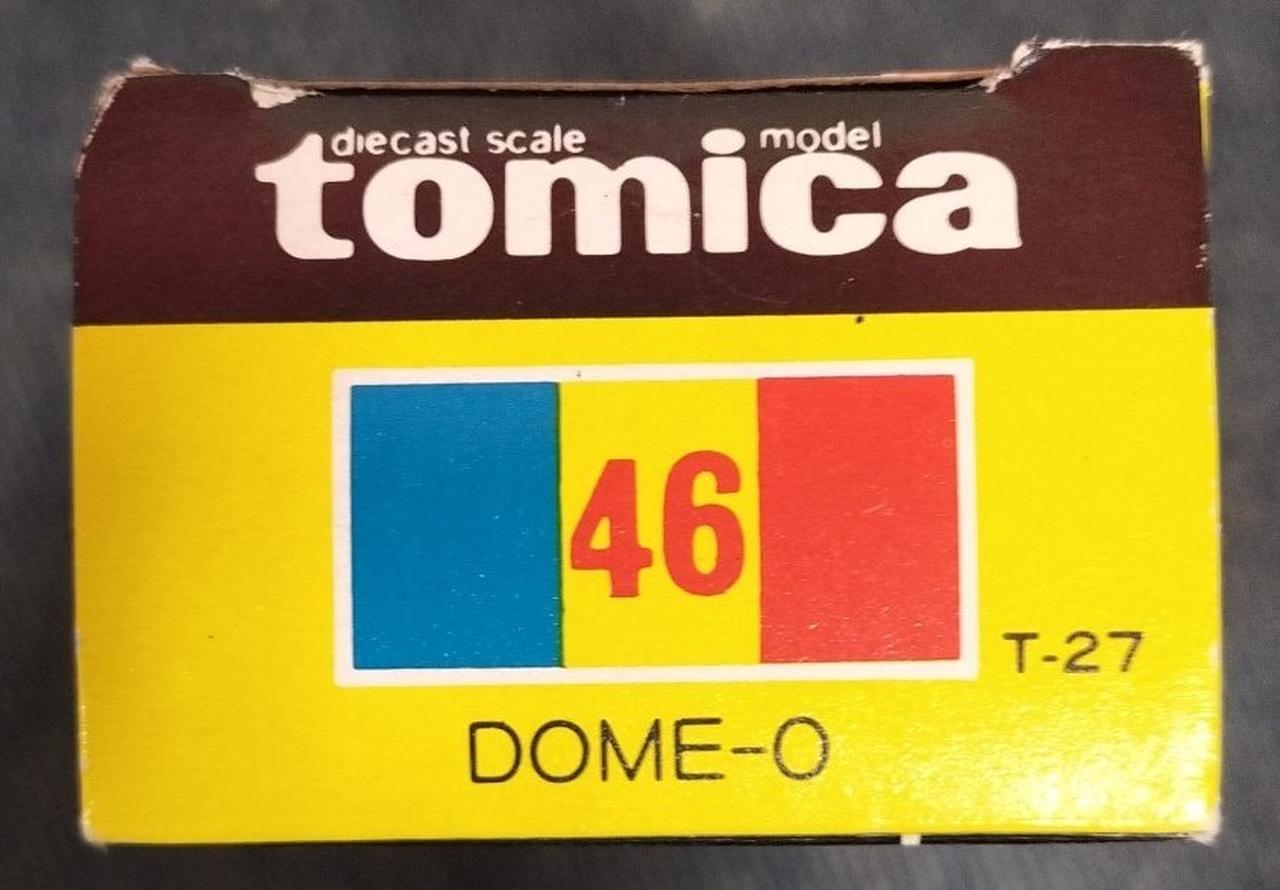 diecast scale model
tomica
46
T-27
DOME-O